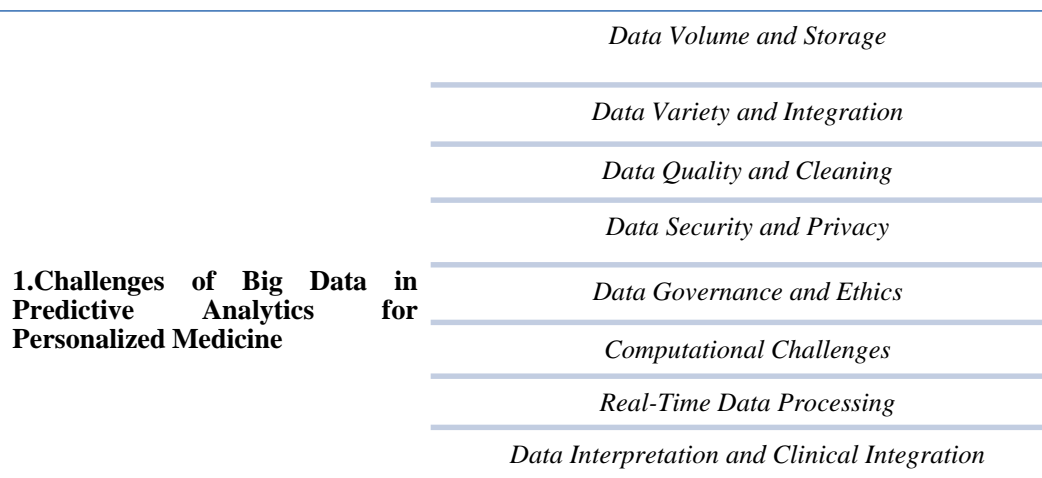 1.Challenges of Big Data in
Predictive Analytics for
Personalized Medicine
Data Volume and Storage
Data Variety and Integration
Data Quality and Cleaning
Data Security and Privacy
Data Governance and Ethics
Computational Challenges
Real-Time Data Processing
Data Interpretation and Clinical Integration